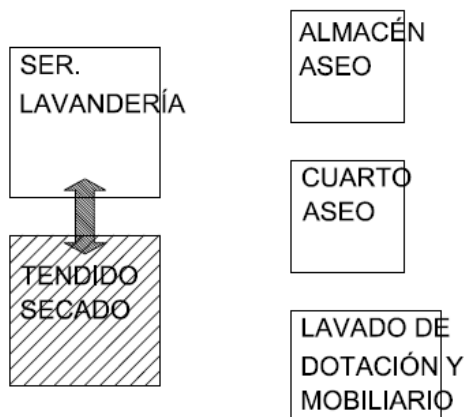 SER.
LAVANDERÍA
TENDIDO
SECADO
ALMACÉN
ASEO
CUARTO
ASEO
LAVADO DE
DOTACIÓN Y
MOBILIARIO